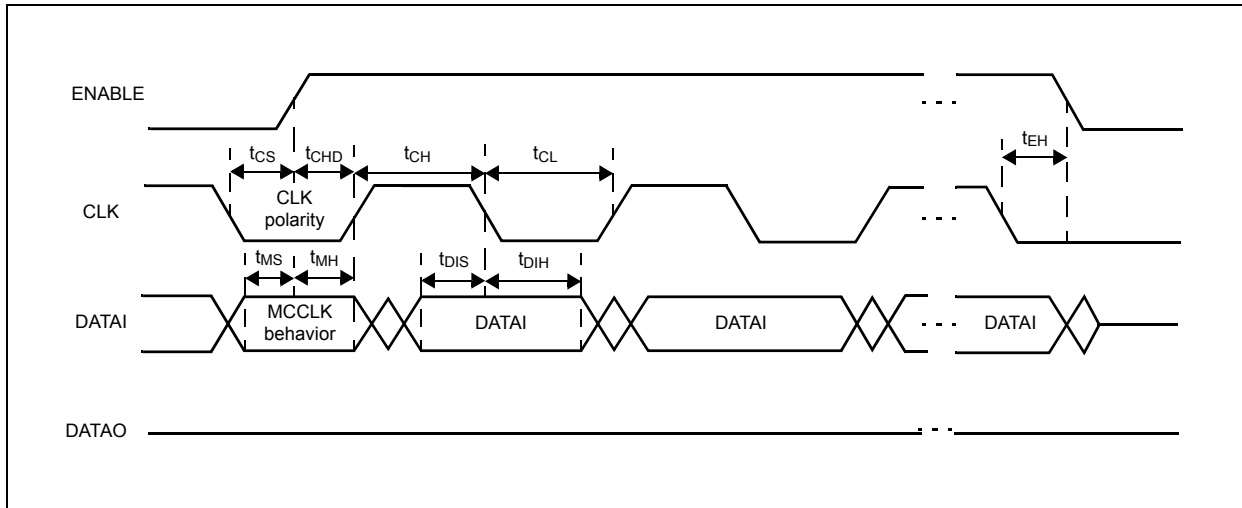 ENABLE
tCS
tCHD
tCH
tCL
tEH
CLK
CLK
polarity
tMS
tMH
tDIS
tDIH
DATAI
MCCLK
behavior
DATAI
DATAI
DATAI
DATAO